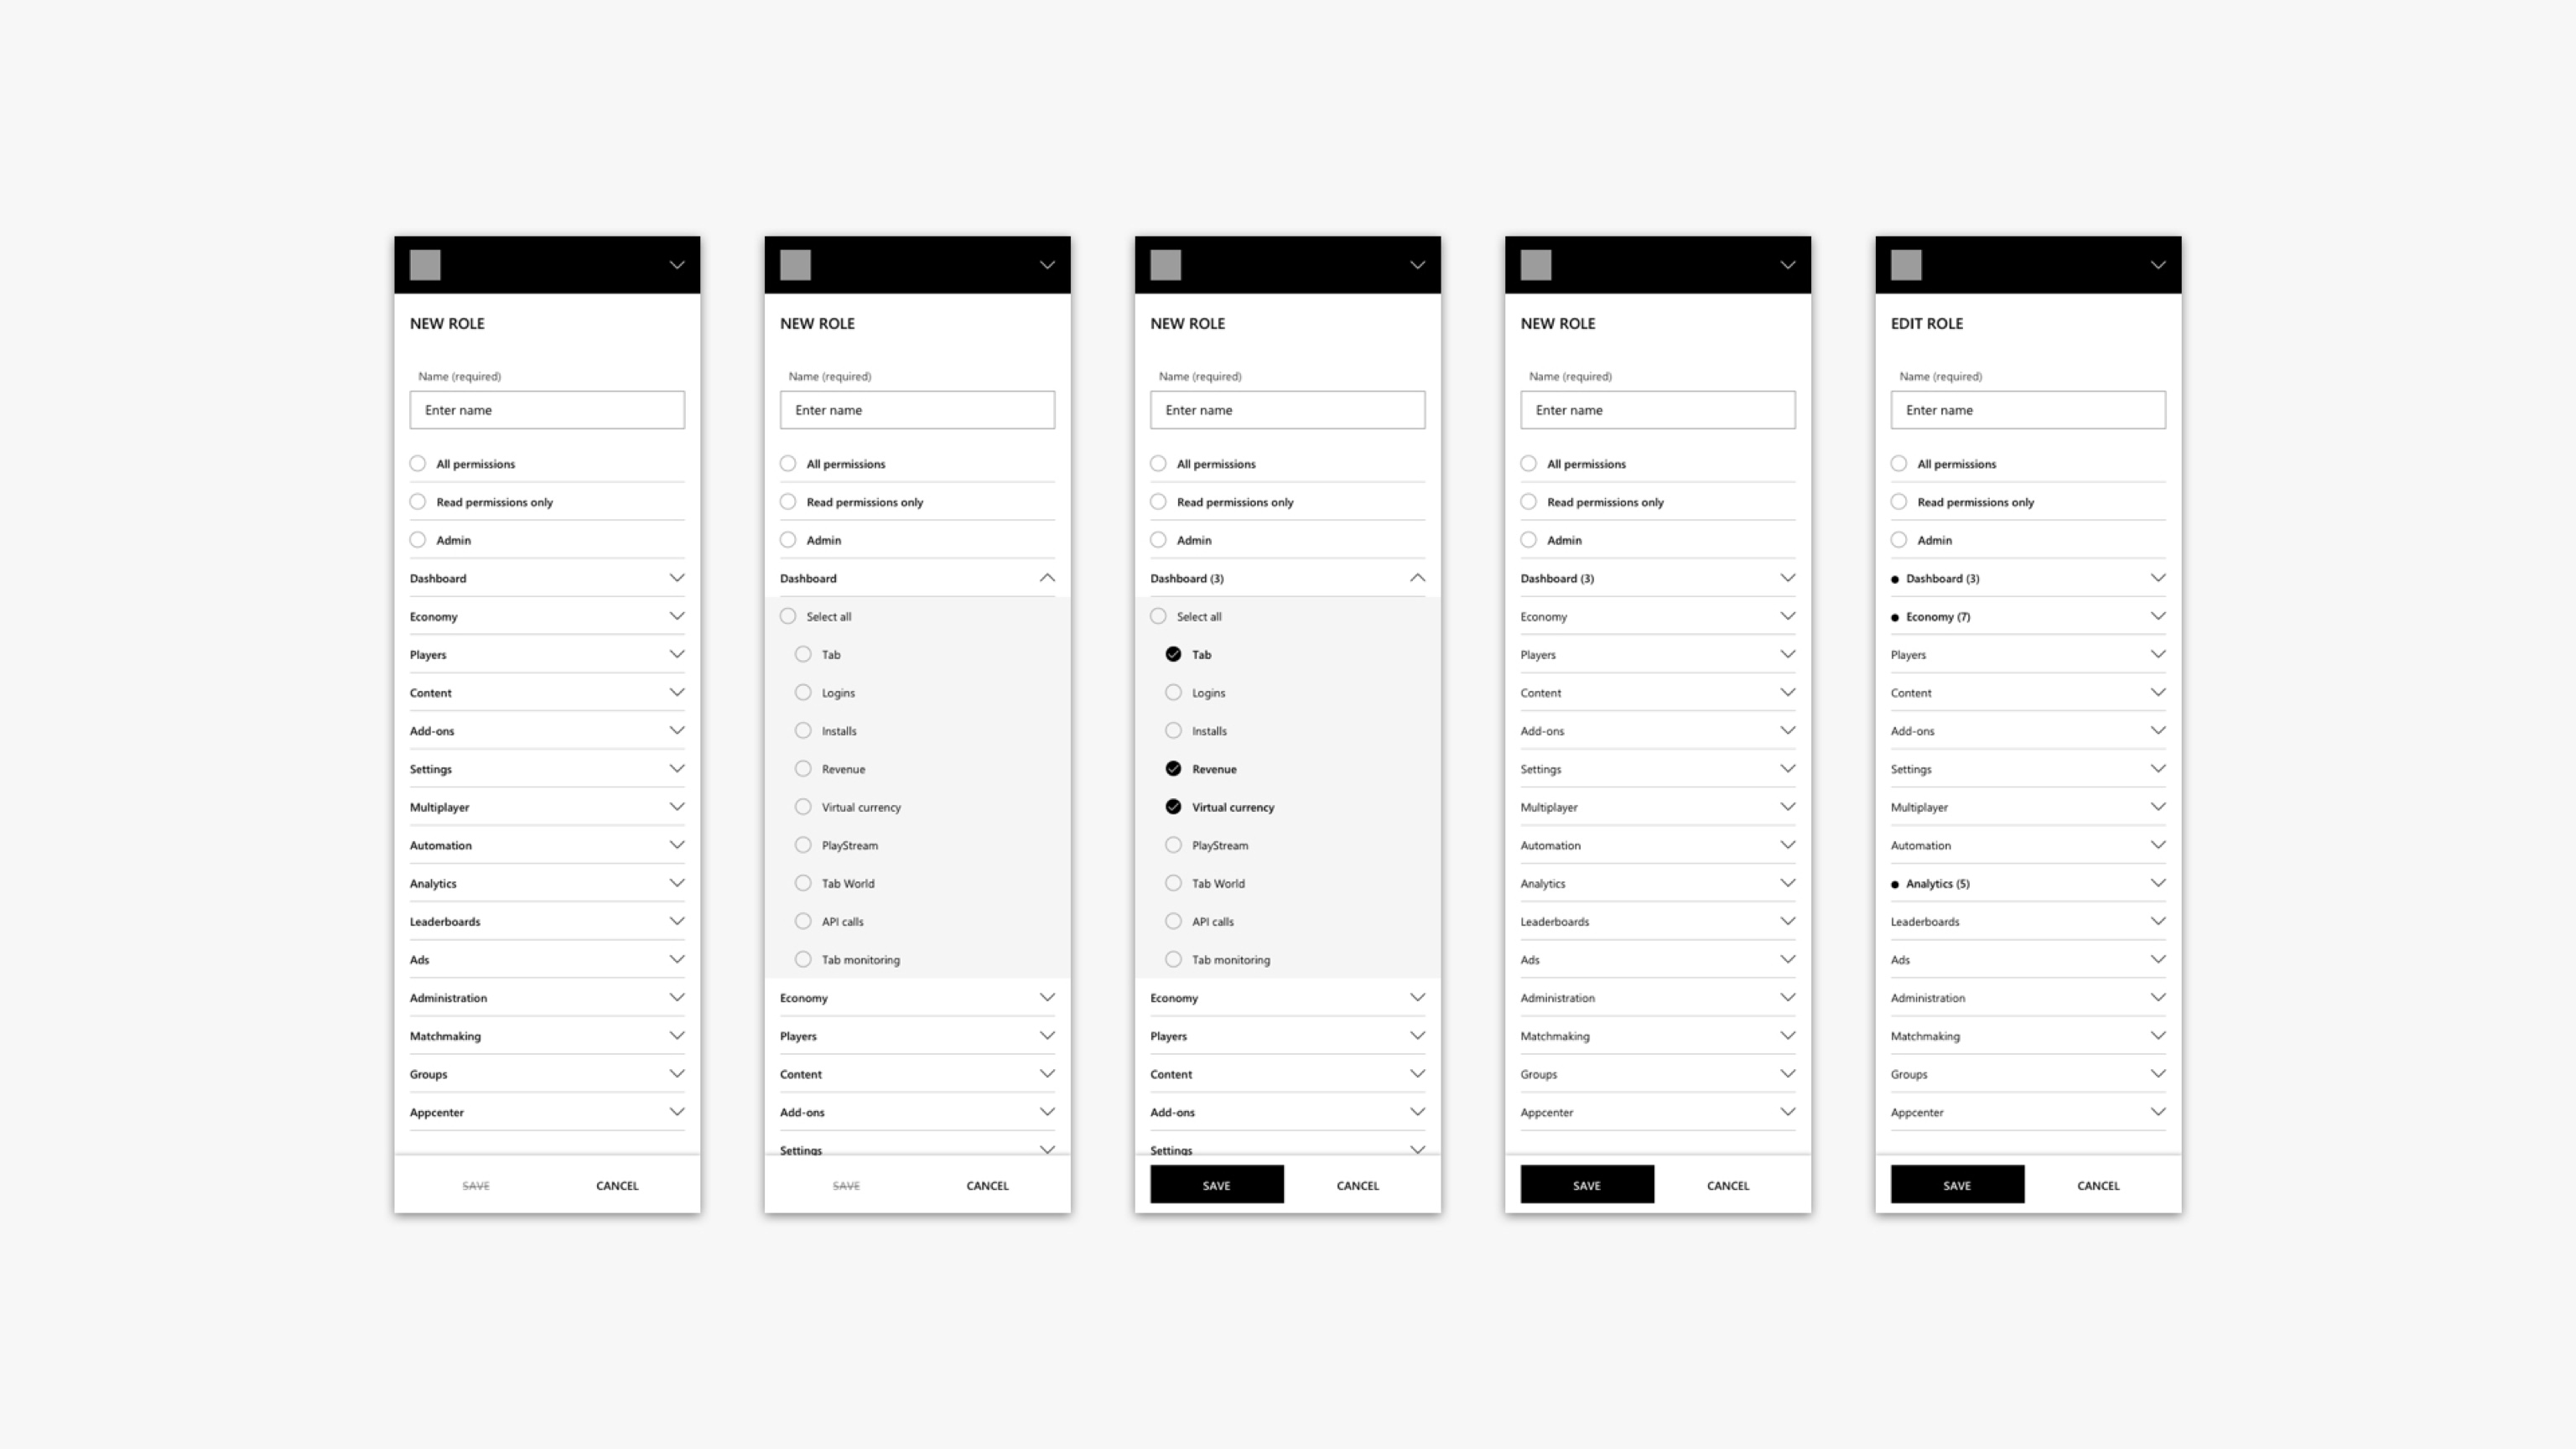 NEW ROLE
Name (required)
Enter name
All permissions
Read permissions only
Admin
Dashboard
Economy
Players
Content
Add-ons
Settings
Multiplayer
Automation
Analytics
Leaderboards
Ads
Administration
Matchmaking
Groups
Appcenter
SAVE CANCEL
NEW ROLE
Name (required)
Enter name
All permissions
Read permissions only
Admin
Dashboard
Select all
Tab
Logins
Installs
Revenue
Virtual currency
PlayStream
Tab World
API calls
Tab monitoring
Economy
Players
Content
Add-ons
Settings
SAVE CANCEL
NEW ROLE
Name (required)
Enter name
All permissions
Read permissions only
Admin
Dashboard (3)
Select all
Tab
Logins
Installs
Revenue
Virtual currency
PlayStream
Tab World
API calls
Tab monitoring
Economy
Players
Content
Add-ons
Settings
SAVE CANCEL
NEW ROLE
Name (required)
Enter name
All permissions
Read permissions only
Admin
Dashboard (3)
Economy
Players
Content
Add-ons
Settings
Multiplayer
Automation
Analytics
Leaderboards
Ads
Administration
Matchmaking
Groups
Appcenter
SAVE CANCEL
EDIT ROLE
Name (required)
Enter name
All permissions
Read permissions only
Admin
Dashboard (3)
Economy (7)
Players
Content
Add-ons
Settings
Multiplayer
Automation
Analytics (5)
Leaderboards
Ads
Administration
Matchmaking
Groups
Appcenter
SAVE CANCEL